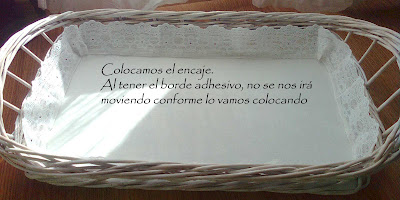 Colocamos el encaje.
Al tener el borde adhesivo, no se nos irá
moviendo conforme lo vamos colocando